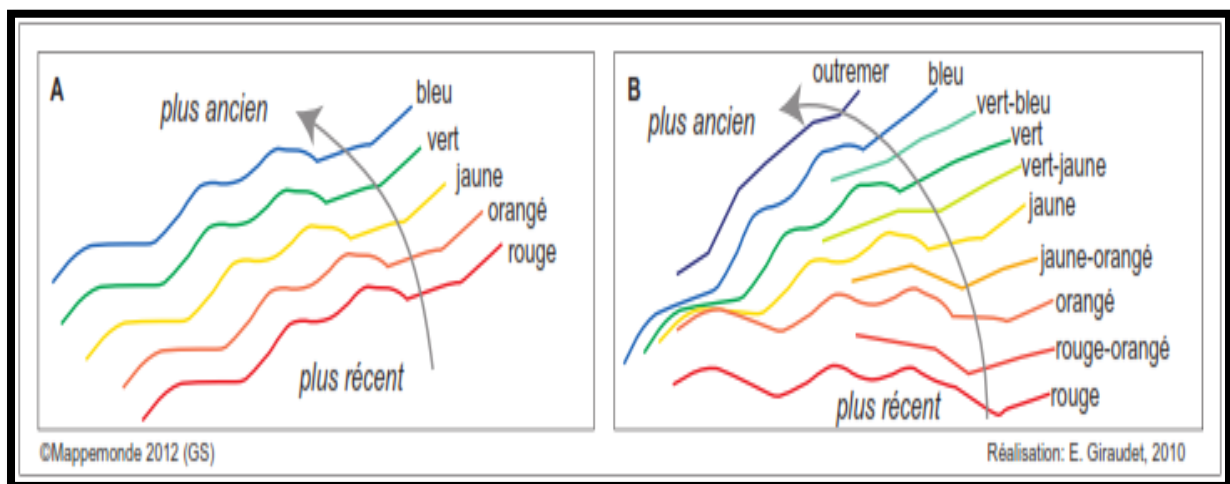 A
plus ancien
bleu
vert
jaune
orangé
rouge
plus récent
B
plus ancien
outremer
bleu
vert-bleu
vert
vert-jaune
jaune
jaune-orangé
orangé
rouge-orangé
rouge
plus récent
©Mappemonde 2012 (GS)
Réalisation: E. Giraudet, 2010